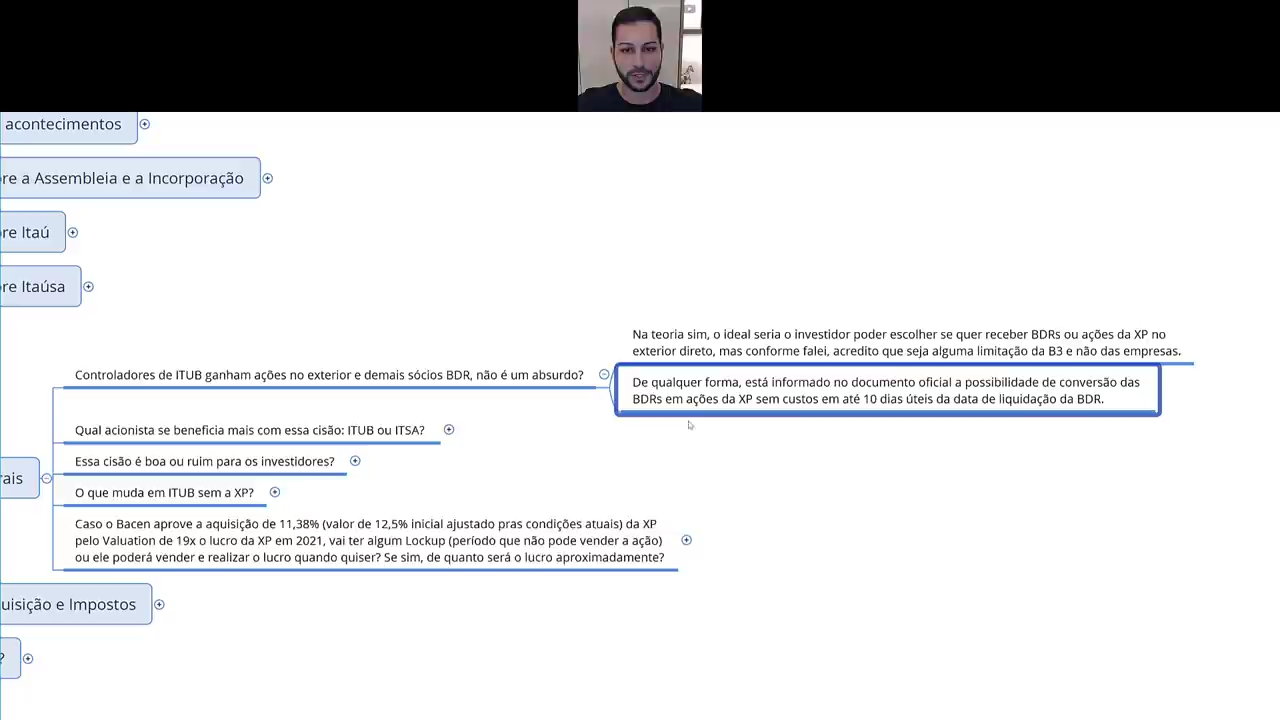 acontecimentos
re a Assembleia e a Incorporação
re Itaú
re Itaúsa
Na teoria sim, o ideal seria o investidor poder escolher se quer receber BDRs ou ações da XP no
exterior direto, mas conforme falei, acredito que seja alguma limitação da B3 e não das empresas.
Controladores de ITUB ganham ações no exterior e demais sócios BDR, não é um absurdo?
De qualquer forma, está informado no documento oficial a possibilidade de conversão das
BDRs em ações da XP sem custos em até 10 dias úteis da data de liquidação da BDR.
Qual acionista se beneficia mais com essa cisão: ITUB ou ITSA?
Essa cisão é boa ou ruim para os investidores?
rais
O que muda em ITUB sem a XP?
Caso o Bacen aprove a aquisição de 11,38% (valor de 12,5% inicial ajustado pras condições atuais) da XP
pelo Valuation de 19x o lucro da XP em 2021, vai ter algum Lockup (período que não pode vender a ação)
ou ele poderá vender e realizar o lucro quando quiser? Se sim, de quanto será o lucro aproximadamente?
uisição e Impostos
?